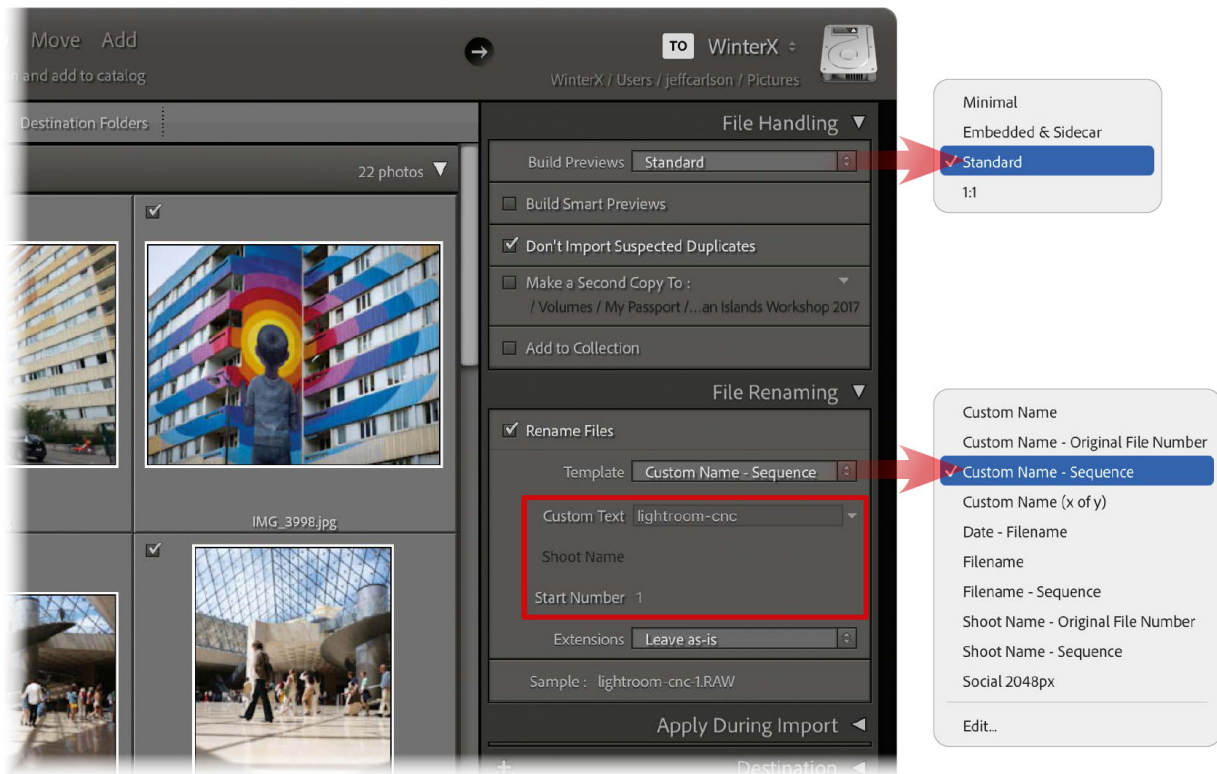 Move Add
TO WinterX
and add to catalog
WinterX / Users / jeffcarlson / Pictures
Destination Folders
22 photos
IMG_3998.jpg
File Handling
Build Previews Standard
Build Smart Previews
Don't Import Suspected Duplicates
Make a Second Copy To :
/ Volumes / My Passport /...an Islands Workshop 2017
Add to Collection
File Renaming
Rename Files
Template Custom Name - Sequence
Custom Text lightroom-cnc
Shoot Name
Start Number 1
Extensions Leave as-is
Sample : lightroom-cnc-1.RAW
Apply During Import
Destination
Minimal
Embedded & Sidecar
Standard
1:1
Custom Name
Custom Name - Original File Number
Custom Name - Sequence
Custom Name (x of y)
Date - Filename
Filename
Filename - Sequence
Shoot Name - Original File Number
Shoot Name - Sequence
Social 2048px
Edit...